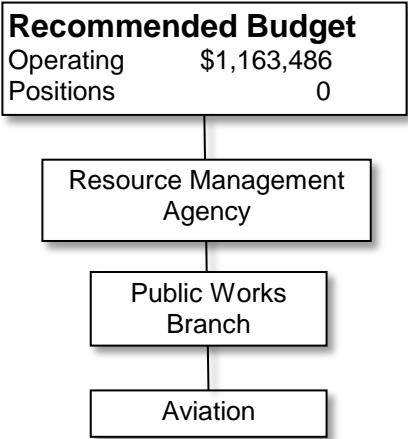 Recommended Budget
Operating $1,163,486
Positions 0
Resource Management
Agency
Public Works
Branch
Aviation